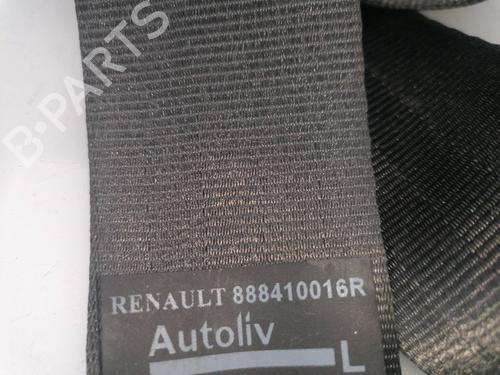 B-PARTS
RENAULT 888410016R
Autoliv
L